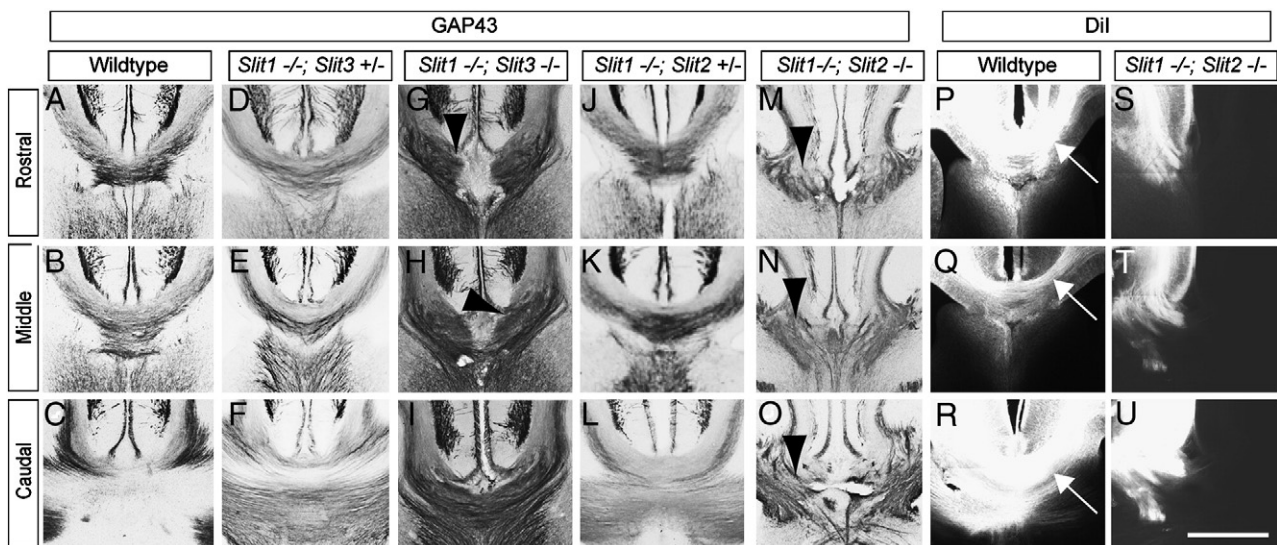 GAP43
DiI
Wildtype
Slit1 -/-; Slit3 +/-
Slit1 -/-; Slit3 -/-
Slit1 -/-; Slit2 +/-
Slit1-/-; Slit2 -/-
Wildtype
Slit1 -/-; Slit2 -/-
Rostral
A
D
G
J
M
P
S
Middle
B
E
H
K
N
Q
T
Caudal
C
F
I
L
O
R
U